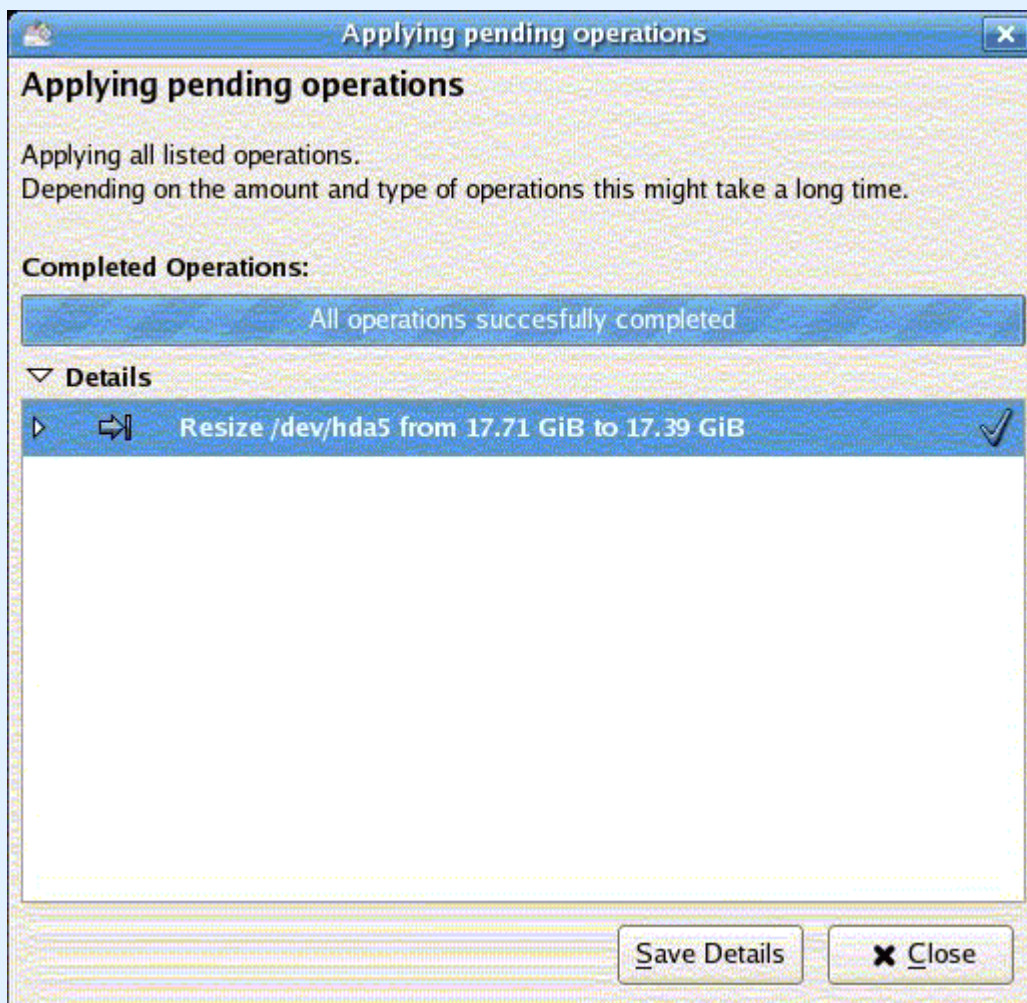 Applying pending operations
Applying pending operations
Applying all listed operations.
Depending on the amount and type of operations this might take a long time.
Completed Operations:
All operations succesfully completed
Details
Resize /dev/hda5 from 17.71 GiB to 17.39 GiB
Save Details
Close